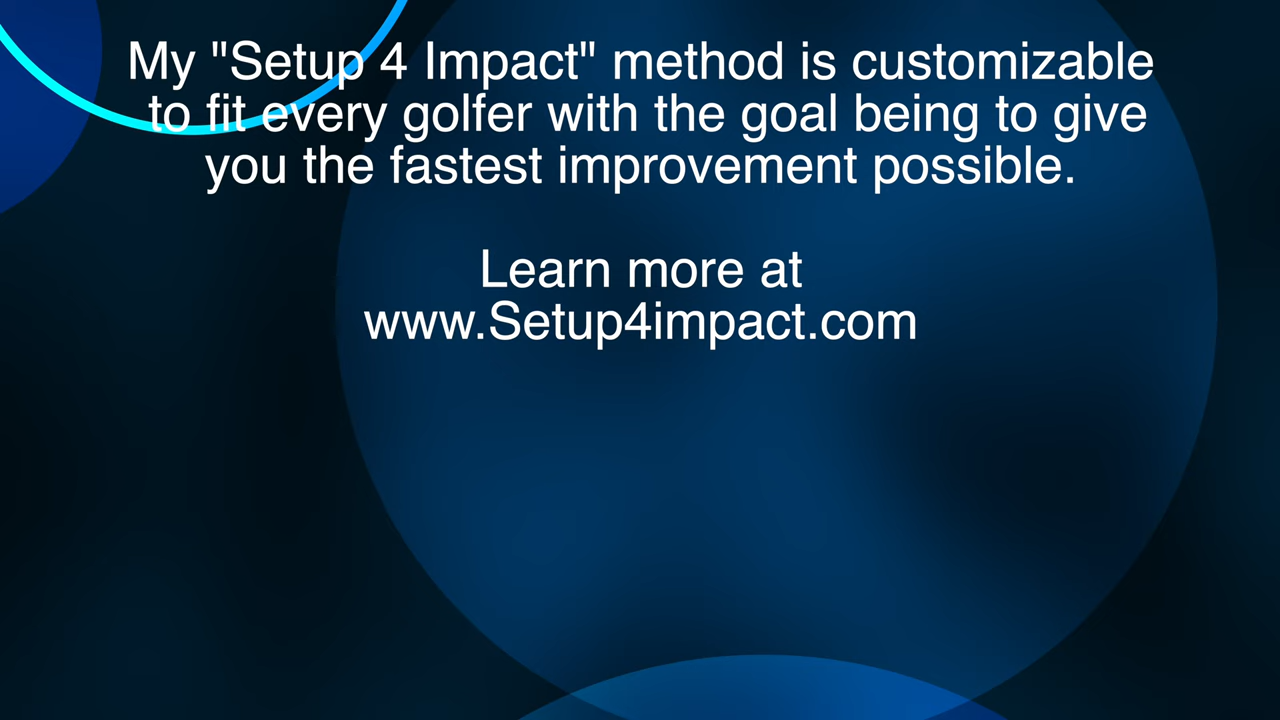 My "Setup 4 Impact" method is customizable
to fit every golfer with the goal being to give
you the fastest improvement possible.
Learn more at
www.Setup4impact.com